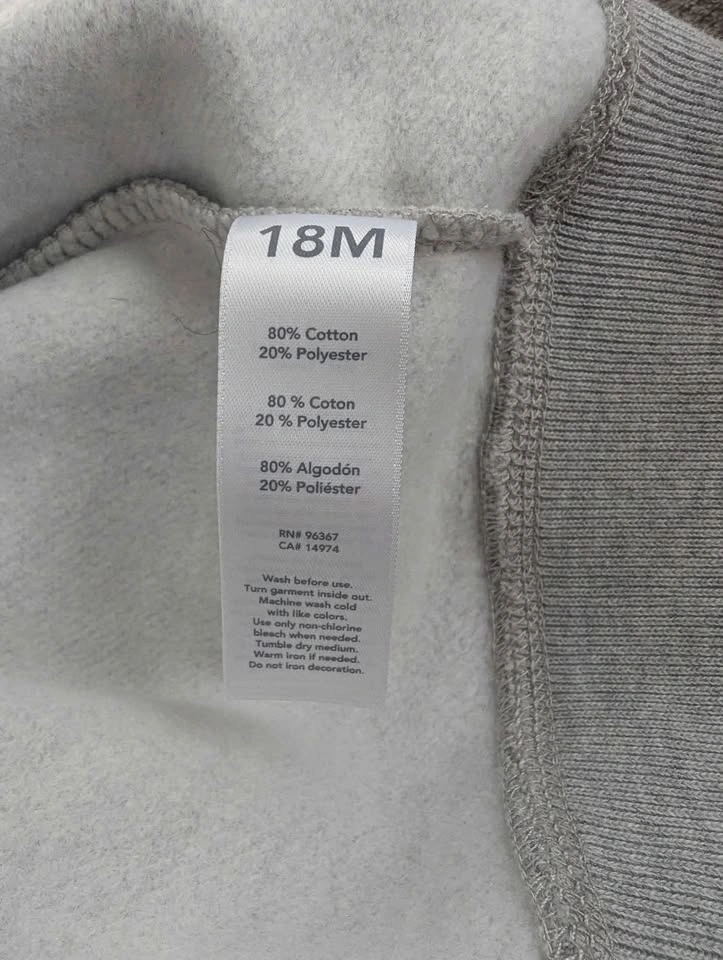 18M
80% Cotton
20% Polyester
80 % Coton
20 % Polyester
80% Algodón
20% Poliéster
RN# 96367
CA# 14974
Wash before use.
Turn garment inside out.
Machine wash cold
with like colors.
Use only non-chlorine
bleach when needed.
Tumble dry medium.
Warm iron if needed.
Do not iron decoration.